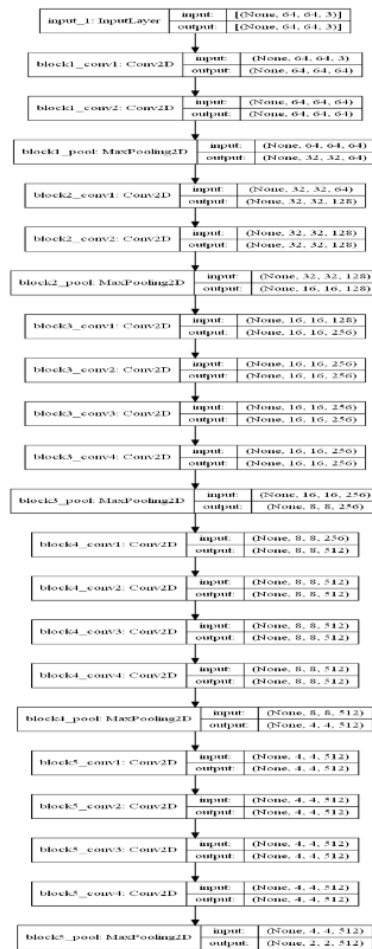 input_1: InputLayer input: [(None, 64, 64, 3)]
output: [(None, 64, 64, 3)]
block1_conv1: Conv2D input: (None, 64, 64, 3)
output: (None, 64, 64, 64)
block1_conv2: Conv2D input: (None, 64, 64, 64)
output: (None, 64, 64, 64)
block1_pool: MaxPooling2D input: (None, 64, 64, 64)
output: (None, 32, 32, 64)
block2_conv1: Conv2D input: (None, 32, 32, 64)
output: (None, 32, 32, 128)
block2_conv2: Conv2D input: (None, 32, 32, 128)
output: (None, 32, 32, 128)
block2_pool: MaxPooling2D input: (None, 32, 32, 128)
output: (None, 16, 16, 128)
block3_conv1: Conv2D input: (None, 16, 16, 128)
output: (None, 16, 16, 256)
block3_conv2: Conv2D input: (None, 16, 16, 256)
output: (None, 16, 16, 256)
block3_conv3: Conv2D input: (None, 16, 16, 256)
output: (None, 16, 16, 256)
block3_conv4: Conv2D input: (None, 16, 16, 256)
output: (None, 16, 16, 256)
block3_pool: MaxPooling2D input: (None, 16, 16, 256)
output: (None, 8, 8, 256)
block4_conv1: Conv2D input: (None, 8, 8, 256)
output: (None, 8, 8, 512)
block4_conv2: Conv2D input: (None, 8, 8, 512)
output: (None, 8, 8, 512)
block4_conv3: Conv2D input: (None, 8, 8, 512)
output: (None, 8, 8, 512)
block4_conv4: Conv2D input: (None, 8, 8, 512)
output: (None, 8, 8, 512)
block4_pool: MaxPooling2D input: (None, 8, 8, 512)
output: (None, 4, 4, 512)
block5_conv1: Conv2D input: (None, 4, 4, 512)
output: (None, 4, 4, 512)
block5_conv2: Conv2D input: (None, 4, 4, 512)
output: (None, 4, 4, 512)
block5_conv3: Conv2D input: (None, 4, 4, 512)
output: (None, 4, 4, 512)
block5_conv4: Conv2D input: (None, 4, 4, 512)
output: (None, 4, 4, 512)
block5_pool: MaxPooling2D input: (None, 4, 4, 512)
output: (None, 2, 2, 512)